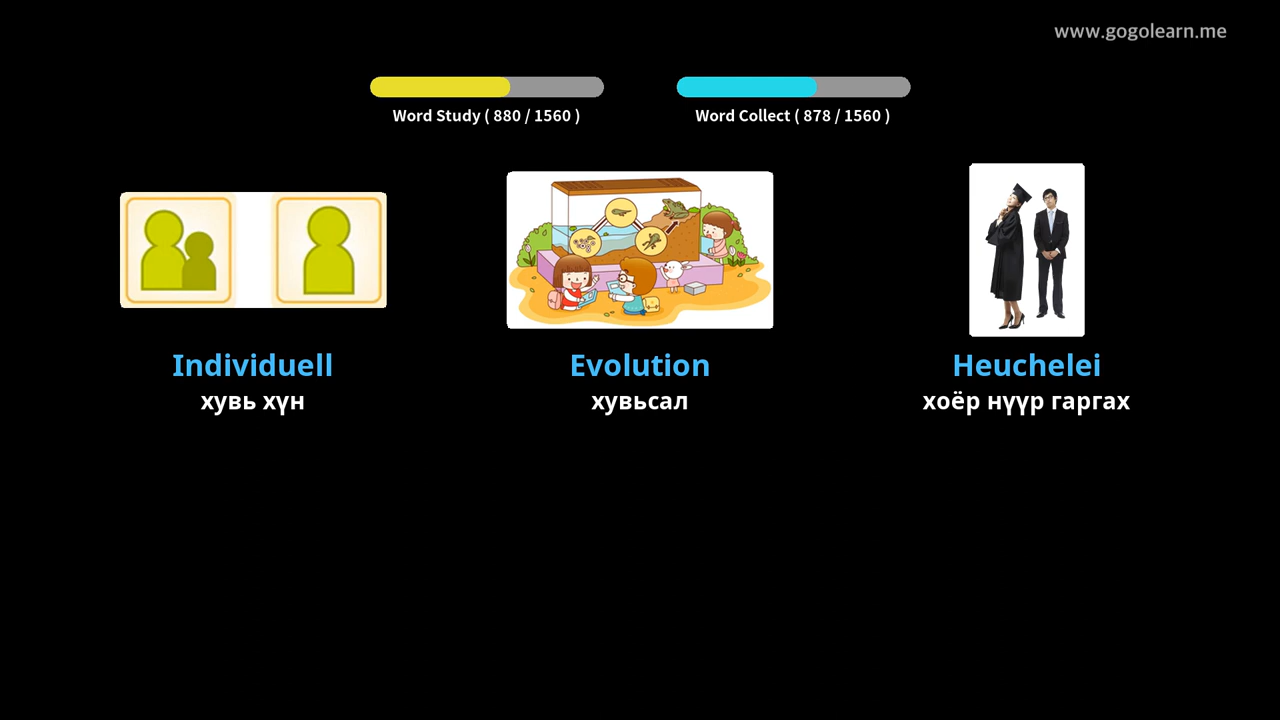 www.gogolearn.me
Word Study ( 880 / 1560 )
Word Collect ( 878 / 1560 )
Individuell
хувь хүн
Evolution
хувьсал
Heuchelei
хоёр нүүр гаргах